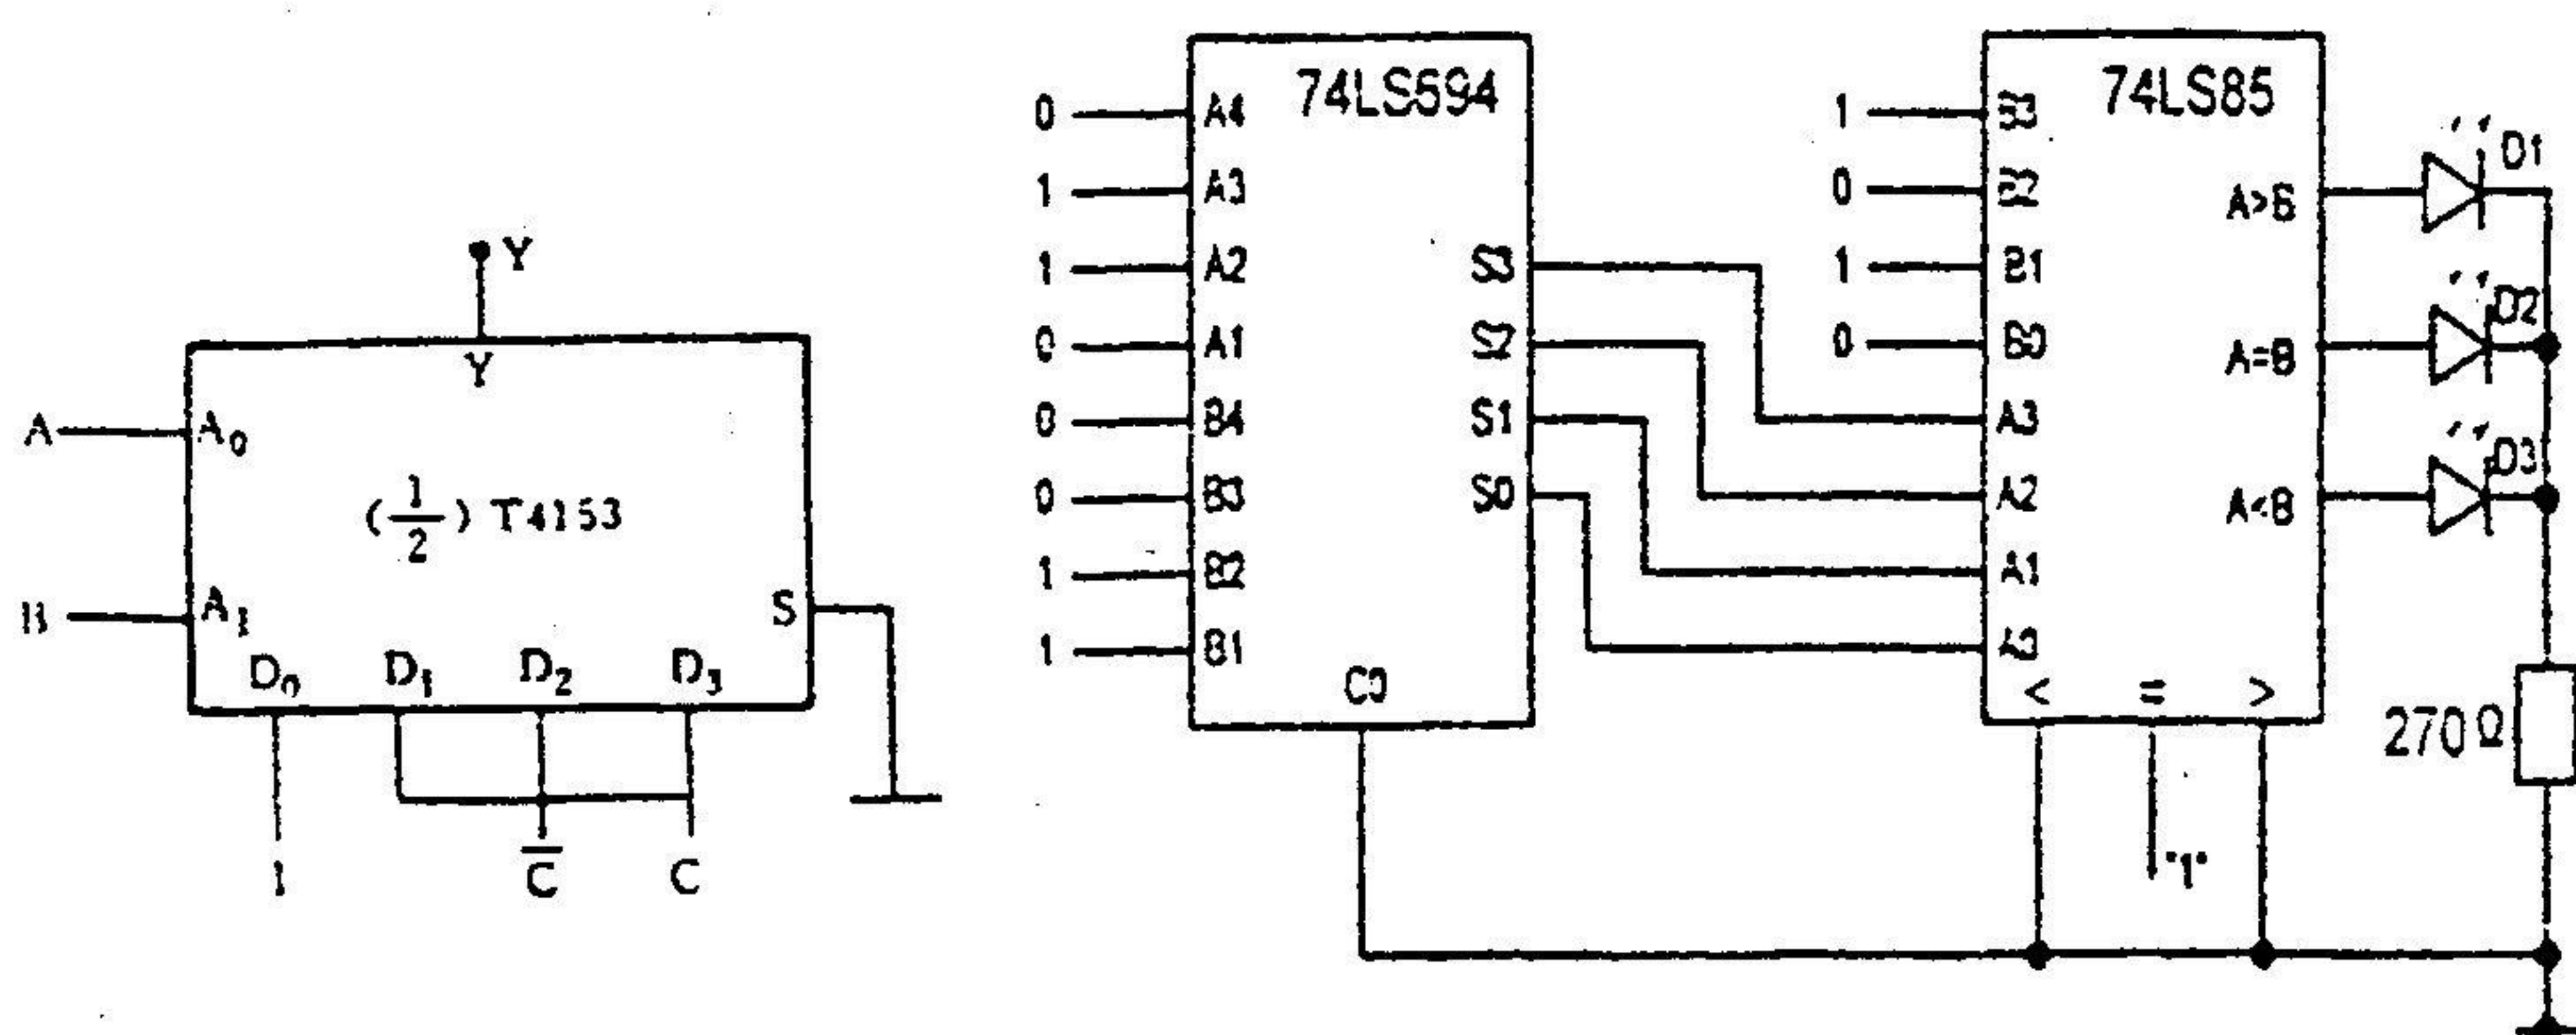 Y
Y
A
A₀
(1/2) T4153
B
A₁
S
D₀ D₁ D₂ D₃
1 C̅ C
74LS594
0 A4
1 A3
1 A2
0 A1
0 B4
0 B3
1 B2
1 B1
S3
S2
S1
S0
C0
74LS85
1 B3
0 B2
1 B1
0 B0
A3
A2
A1
A0
< = >
"1"
A>B
A=B
A<B
D1
D2
D3
270Ω